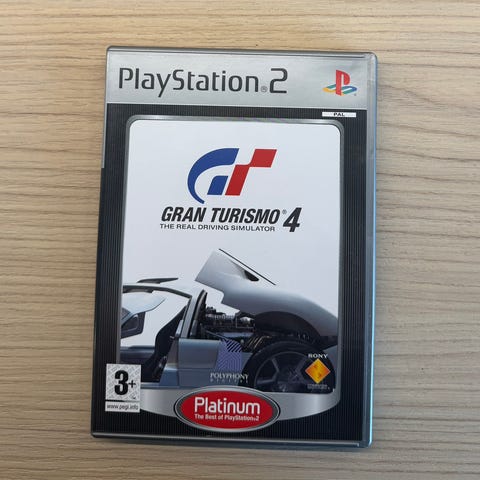 PlayStation®2
PAL
GRAN TURISMO®4
THE REAL DRIVING SIMULATOR
3+
www.pegi.info
POLYPHONY
DIGITAL
SONY
Platinum
The Best of PlayStation®2